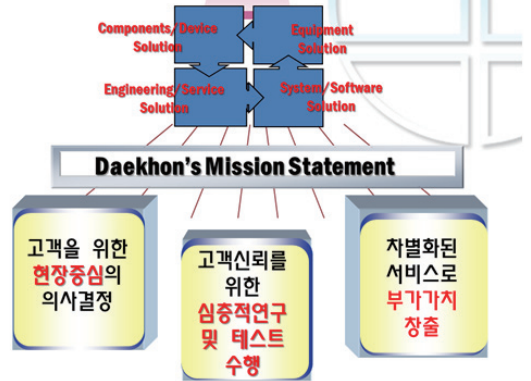 Components/Device
Solution
Equipment
Solution
Engineering/Service
Solution
System/Software
Solution
Daekhon's Mission Statement
고객을 위한
현장중심의
의사결정
고객신뢰를
위한
심층적연구
및 테스트
수행
차별화된
서비스로
부가가치
창출